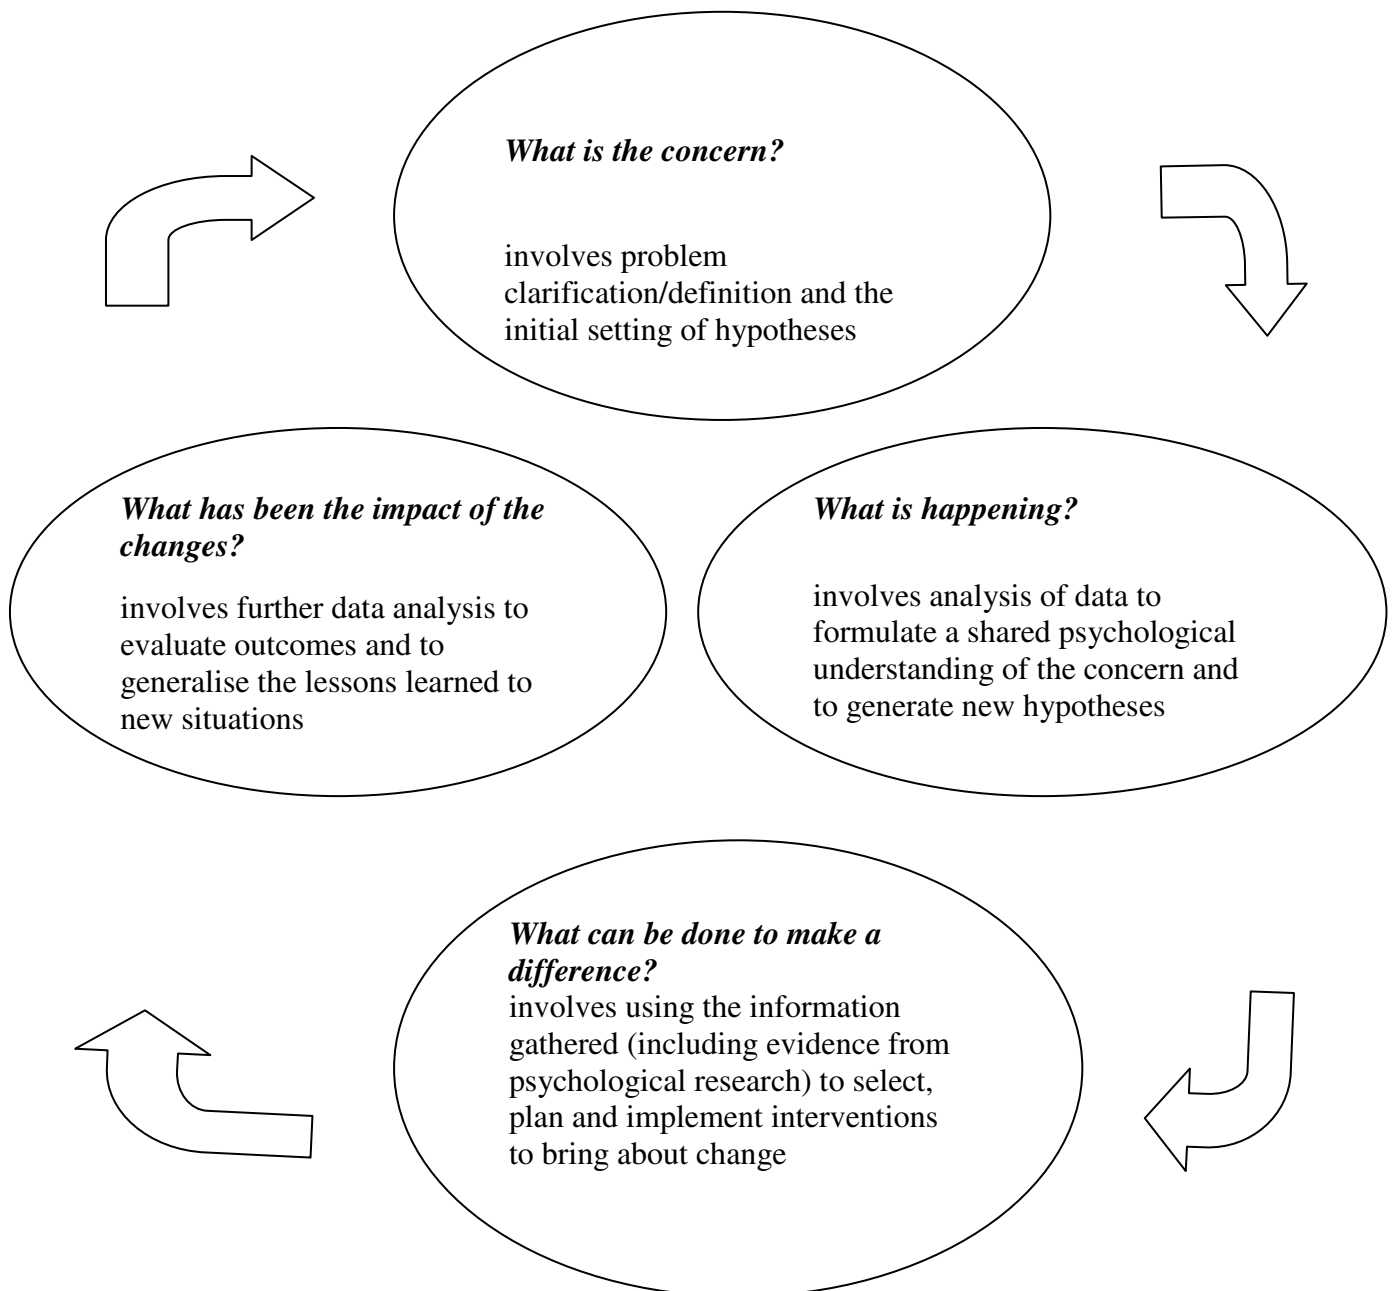 What is the concern?
involves problem
clarification/definition and the
initial setting of hypotheses
What has been the impact of the
changes?
involves further data analysis to
evaluate outcomes and to
generalise the lessons learned to
new situations
What is happening?
involves analysis of data to
formulate a shared psychological
understanding of the concern and
to generate new hypotheses
What can be done to make a
difference?
involves using the information
gathered (including evidence from
psychological research) to select,
plan and implement interventions
to bring about change